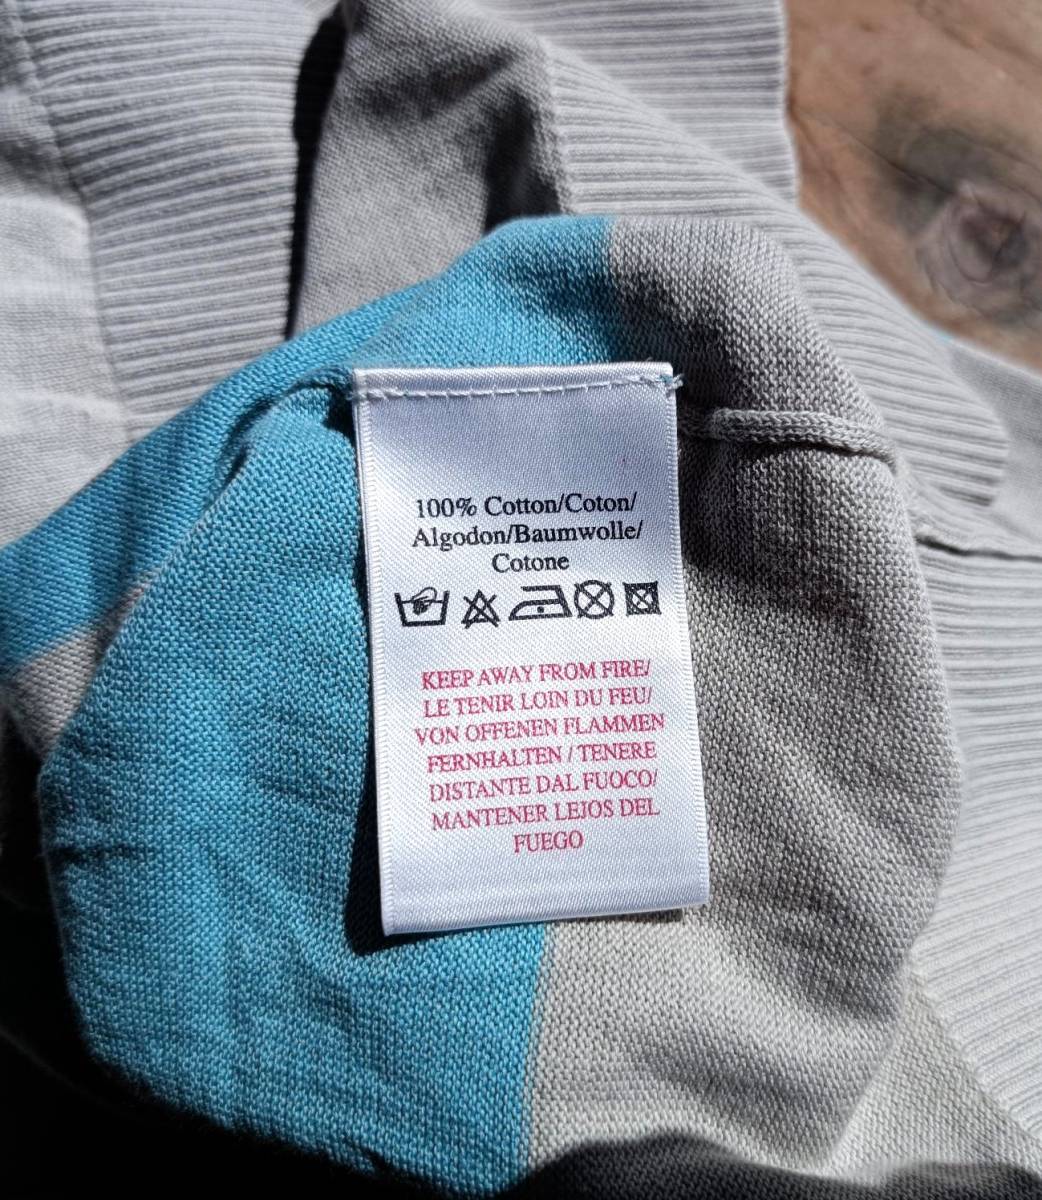 100% Cotton/Coton/
Algodon/Baumwolle/
Cotone
KEEP AWAY FROM FIRE/
LE TENIR LOIN DU FEU/
VON OFFENEN FLAMMEN
FERNHALTEN / TENERE
DISTANTE DAL FUOCO/
MANTENER LEJOS DEL
FUEGO